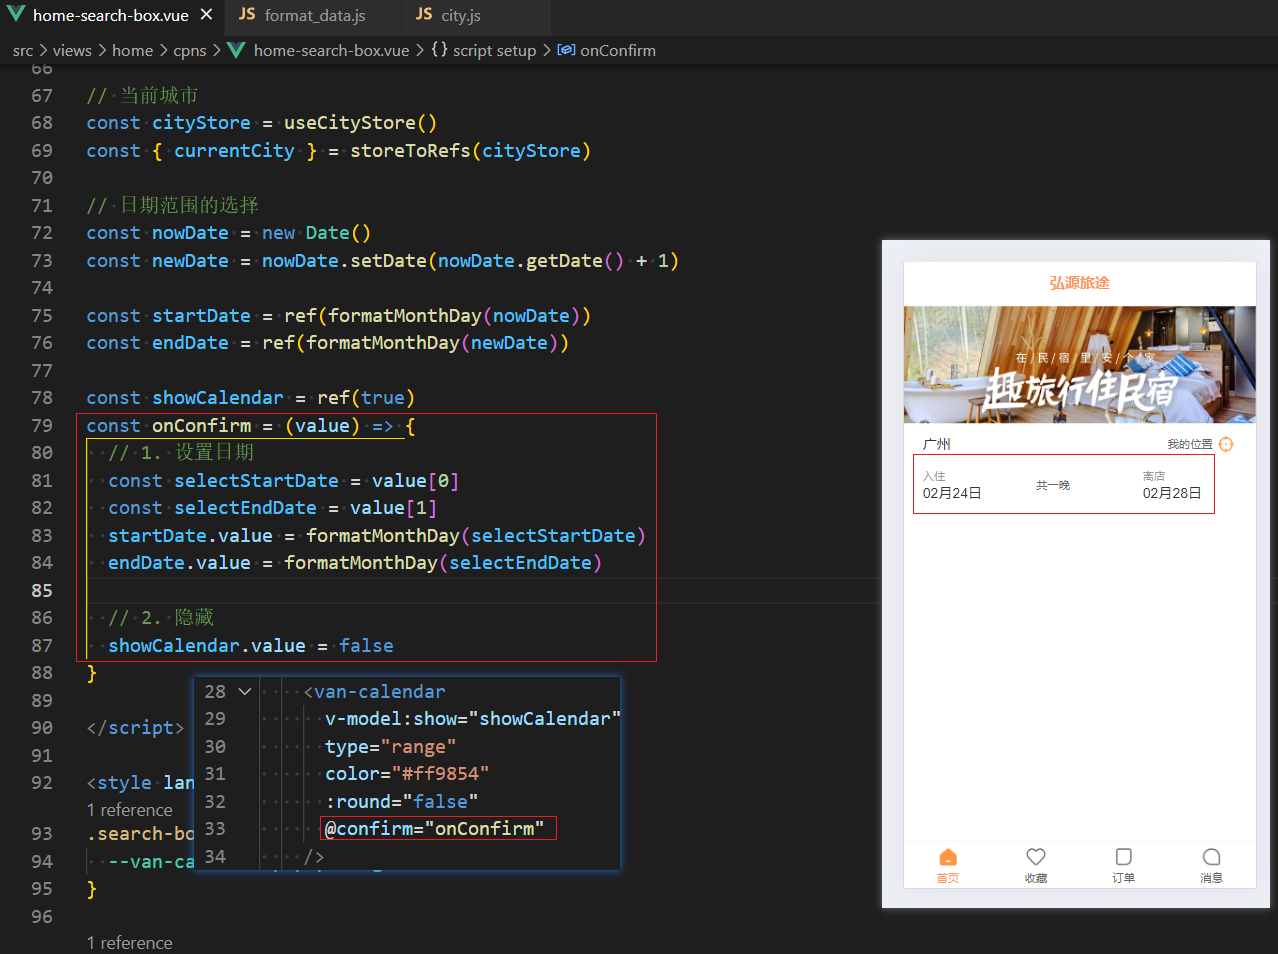 home-search-box.vue × JS format_data.js JS city.js
src > views > home > cpns > home-search-box.vue > {} script setup > onConfirm
66
67 // 当前城市
68 const cityStore = useCityStore()
69 const { currentCity } = storeToRefs(cityStore)
70
71 // 日期范围的选择
72 const nowDate = new Date()
73 const newDate = nowDate.setDate(nowDate.getDate() + 1)
74
75 const startDate = ref(formatMonthDay(nowDate))
76 const endDate = ref(formatMonthDay(newDate))
77
78 const showCalendar = ref(true)
79 const onConfirm = (value) => {
80 // 1. 设置日期
81 const selectStartDate = value[0]
82 const selectEndDate = value[1]
83 startDate.value = formatMonthDay(selectStartDate)
84 endDate.value = formatMonthDay(selectEndDate)
85
86 // 2. 隐藏
87 showCalendar.value = false
88 }
89
90 </script>
91
92 <style lan
1 reference
93 .search-bo
94 --van-ca
95 }
96
1 reference
28 <van-calendar
29 v-model:show="showCalendar"
30 type="range"
31 color="#ff9854"
32 :round="false"
33 @confirm="onConfirm"
34 />
弘源旅途
在/民/宿/里/安/个/家
趣旅行住民宿
广州 我的位置
入住 离店
02月24日 共一晚 02月28日
首页 收藏 订单 消息